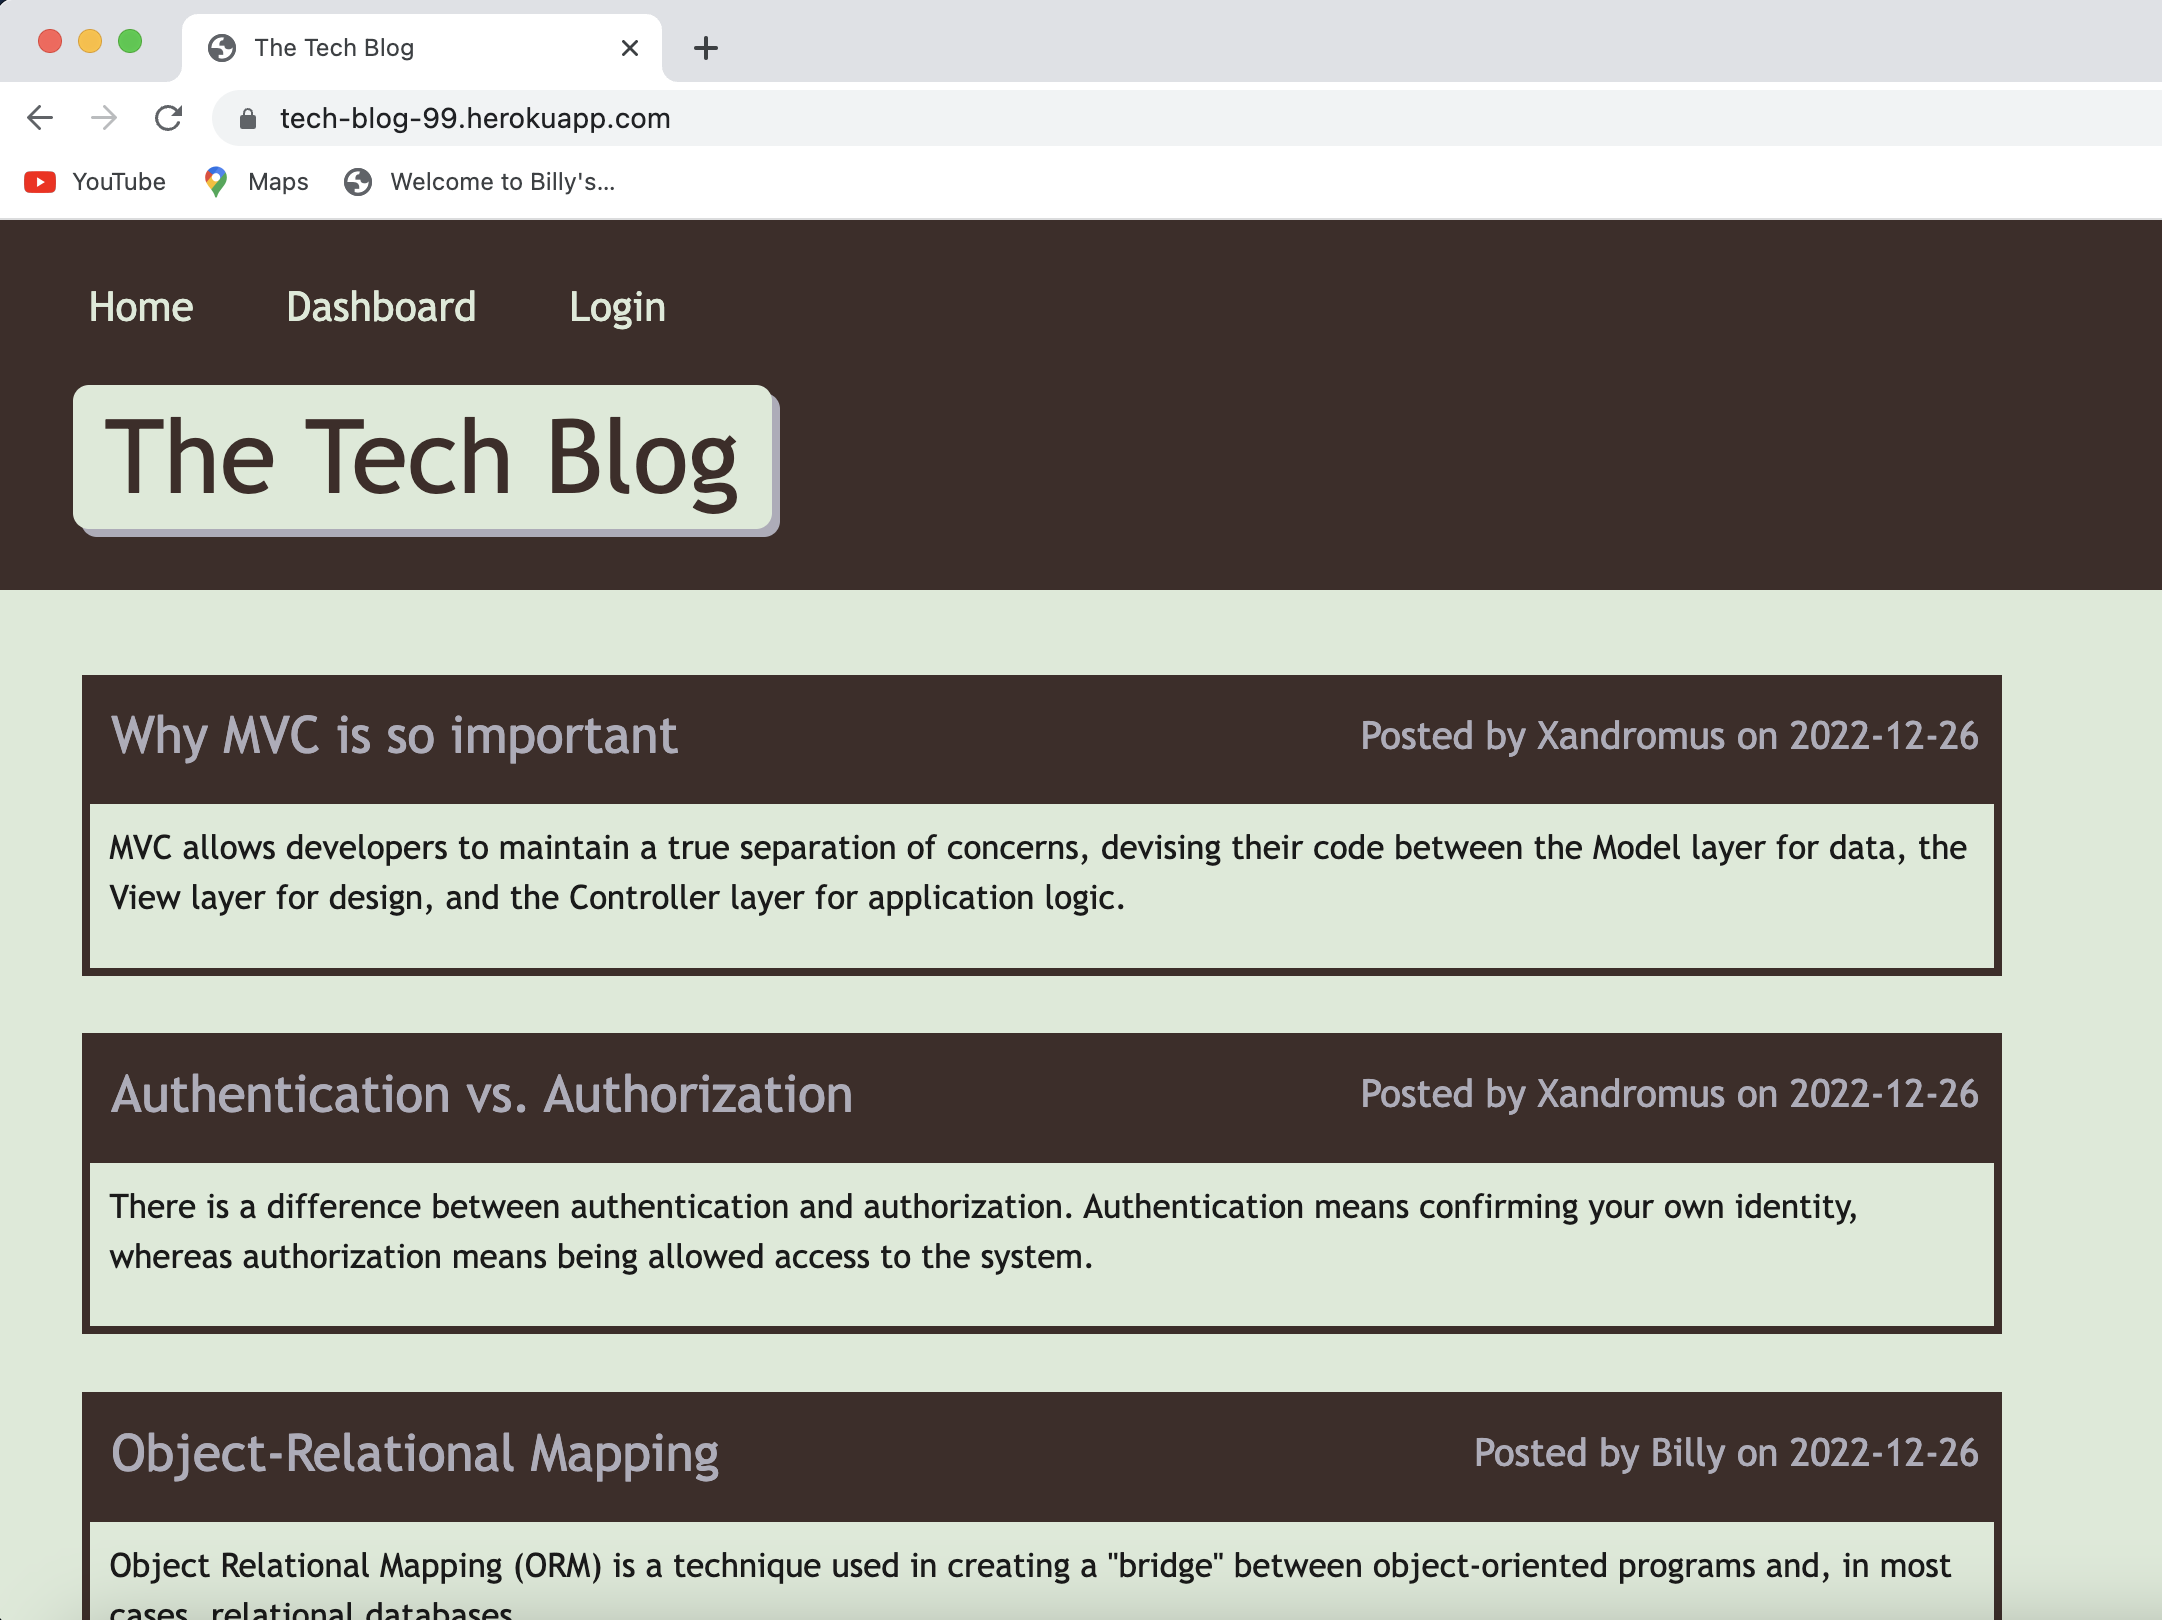 The Tech Blog
tech-blog-99.herokuapp.com
YouTube Maps Welcome to Billy's...
Home Dashboard Login
The Tech Blog
Why MVC is so important Posted by Xandromus on 2022-12-26
MVC allows developers to maintain a true separation of concerns, devising their code between the Model layer for data, the
View layer for design, and the Controller layer for application logic.
Authentication vs. Authorization Posted by Xandromus on 2022-12-26
There is a difference between authentication and authorization. Authentication means confirming your own identity,
whereas authorization means being allowed access to the system.
Object-Relational Mapping Posted by Billy on 2022-12-26
Object Relational Mapping (ORM) is a technique used in creating a "bridge" between object-oriented programs and, in most
cases, relational databases.